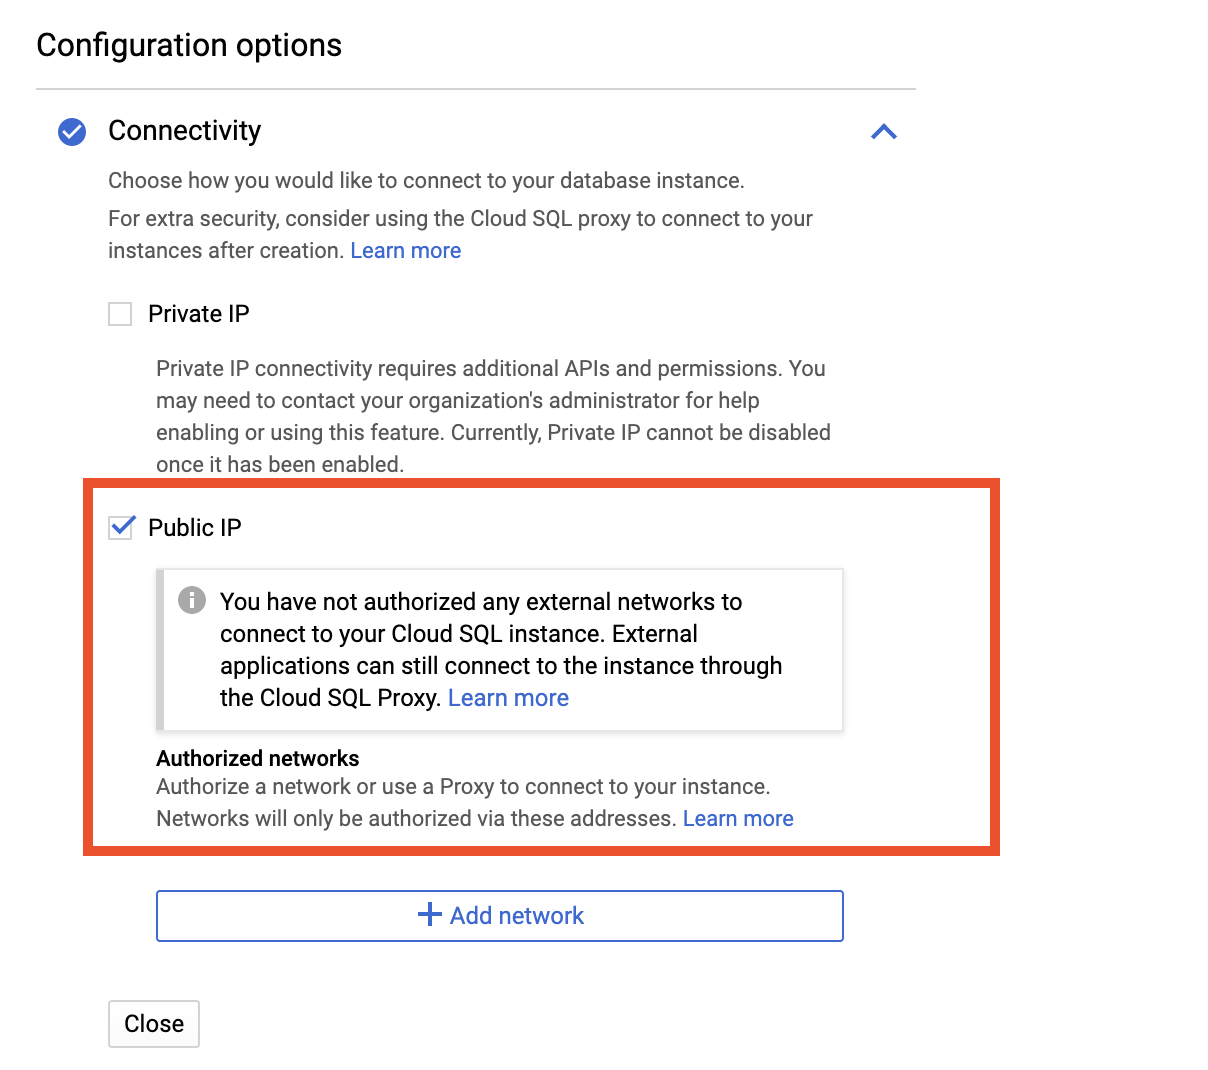 Configuration options
Connectivity
Choose how you would like to connect to your database instance.
For extra security, consider using the Cloud SQL proxy to connect to your
instances after creation. Learn more
Private IP
Private IP connectivity requires additional APIs and permissions. You
may need to contact your organization's administrator for help
enabling or using this feature. Currently, Private IP cannot be disabled
once it has been enabled.
Public IP
You have not authorized any external networks to
connect to your Cloud SQL instance. External
applications can still connect to the instance through
the Cloud SQL Proxy. Learn more
Authorized networks
Authorize a network or use a Proxy to connect to your instance.
Networks will only be authorized via these addresses. Learn more
Add network
Close